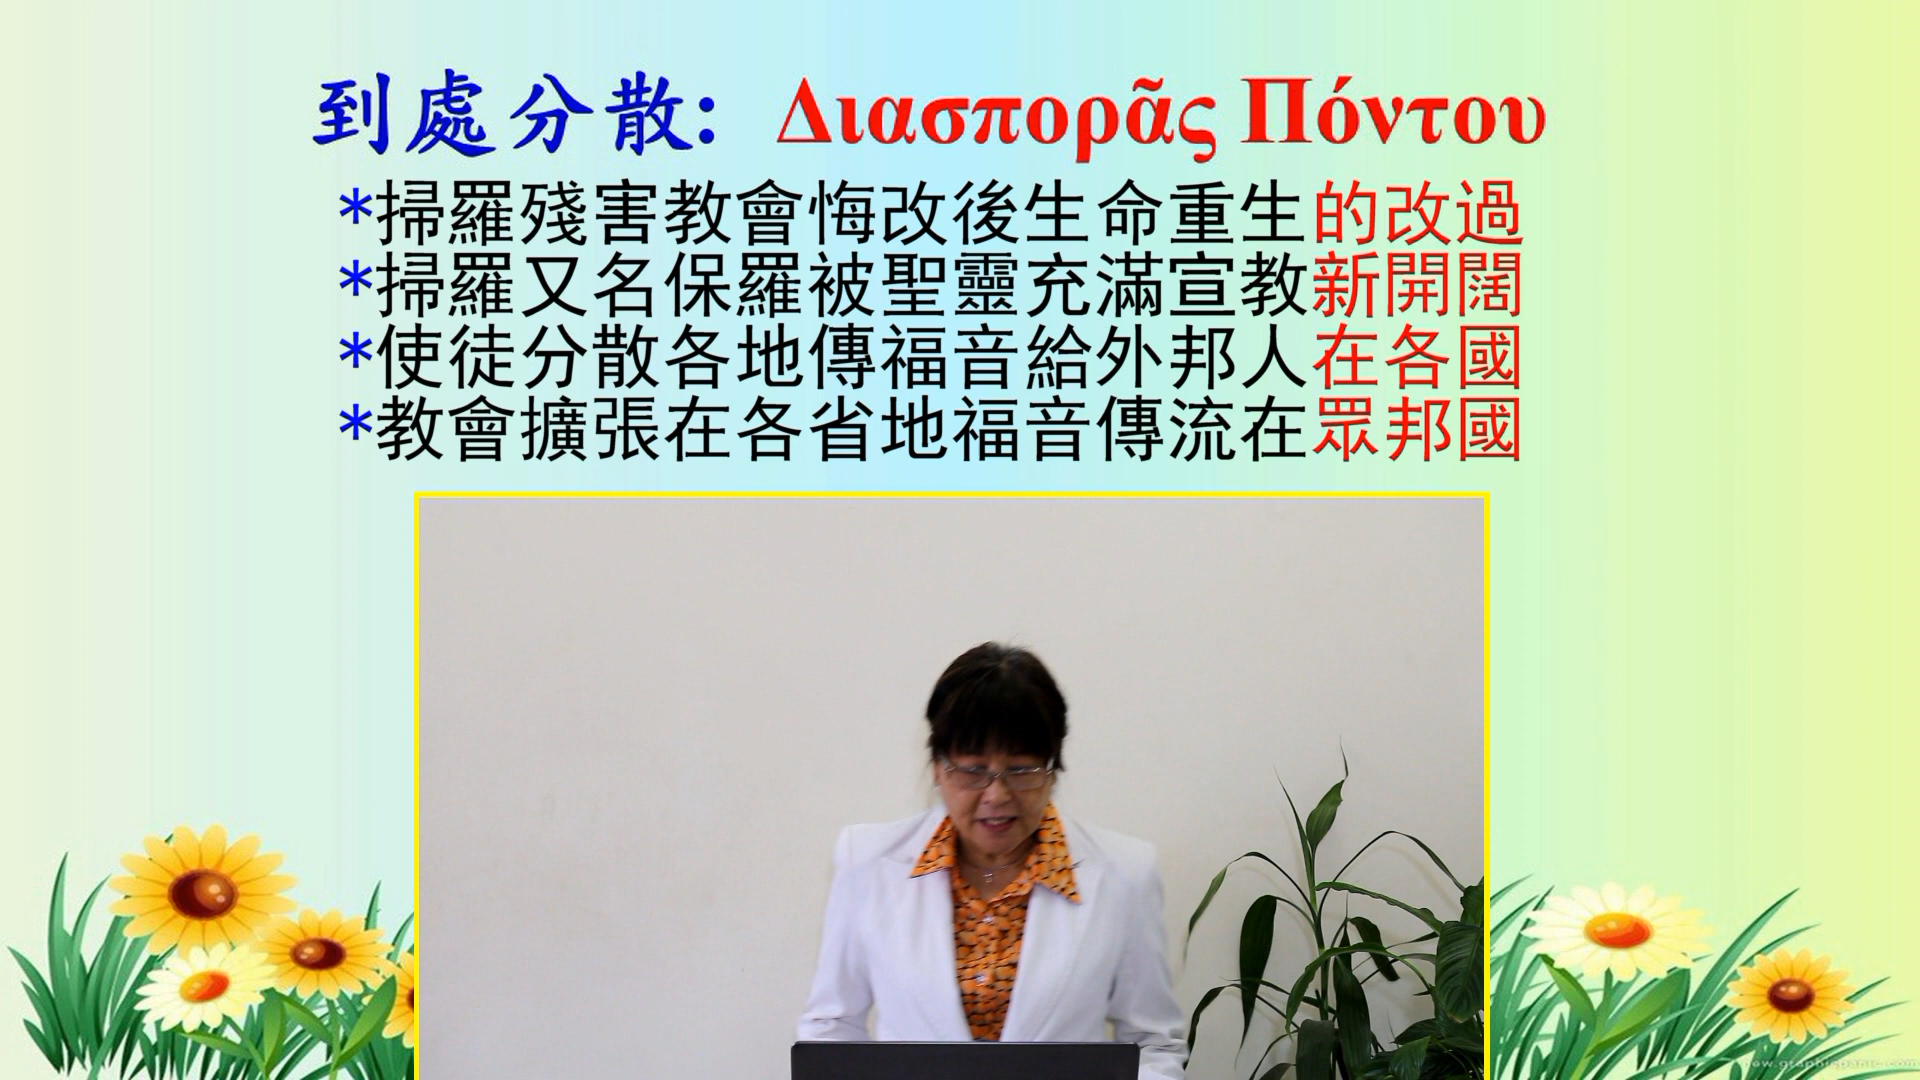 到處分散: Διασπορᾶς Πόντου
*掃羅殘害教會悔改後生命重生的改過
*掃羅又名保羅被聖靈充滿宣教新開闊
*使徒分散各地傳福音給外邦人在各國
*教會擴張在各省地福音傳流在眾邦國